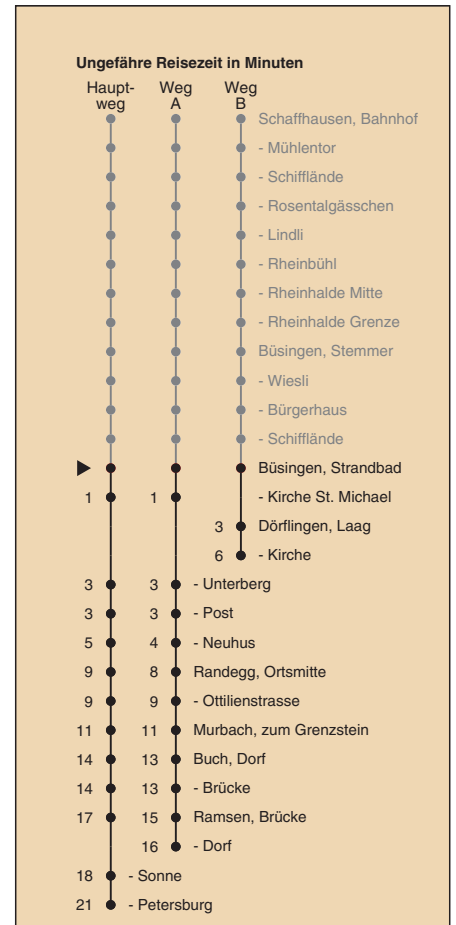 Ungefähre Reisezeit in Minuten
Haupt- Weg Weg
weg A B
Schaffhausen, Bahnhof
- Mühlentor
- Schifflände
- Rosentalgässchen
- Lindli
- Rheinbühl
- Rheinhalde Mitte
- Rheinhalde Grenze
Büsingen, Stemmer
- Wiesli
- Bürgerhaus
- Schifflände
Büsingen, Strandbad
1 1 - Kirche St. Michael
3 Dörflingen, Laag
6 - Kirche
3 3 - Unterberg
3 3 - Post
5 4 - Neuhus
9 8 Randegg, Ortsmitte
9 9 - Ottilienstrasse
11 11 Murbach, zum Grenzstein
14 13 Buch, Dorf
14 13 - Brücke
17 15 Ramsen, Brücke
16 - Dorf
18 - Sonne
21 - Petersburg